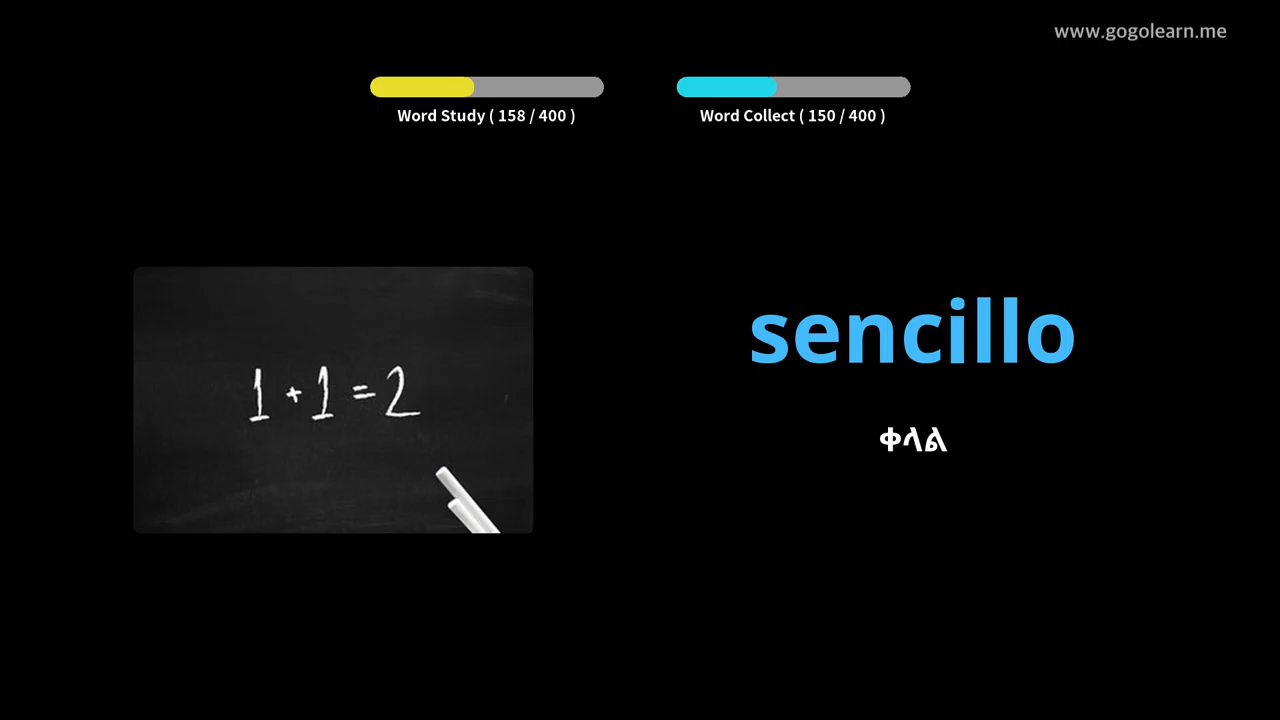 www.gogolearn.me
Word Study ( 158 / 400 )
Word Collect ( 150 / 400 )
1 + 1 = 2
sencillo
ቀላል